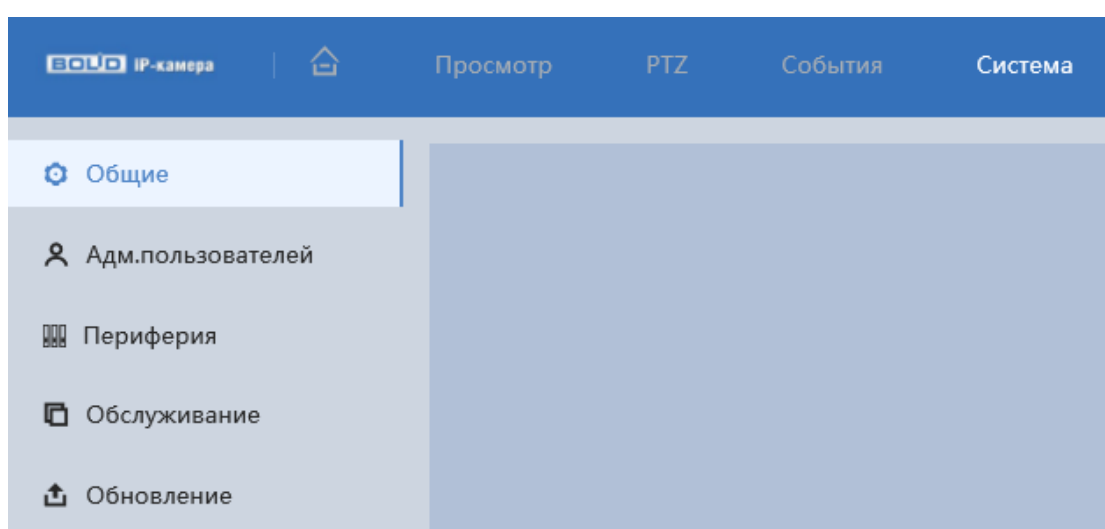 BOLID IP-камера Просмотр PTZ События Система
Общие
Адм.пользователей
Периферия
Обслуживание
Обновление